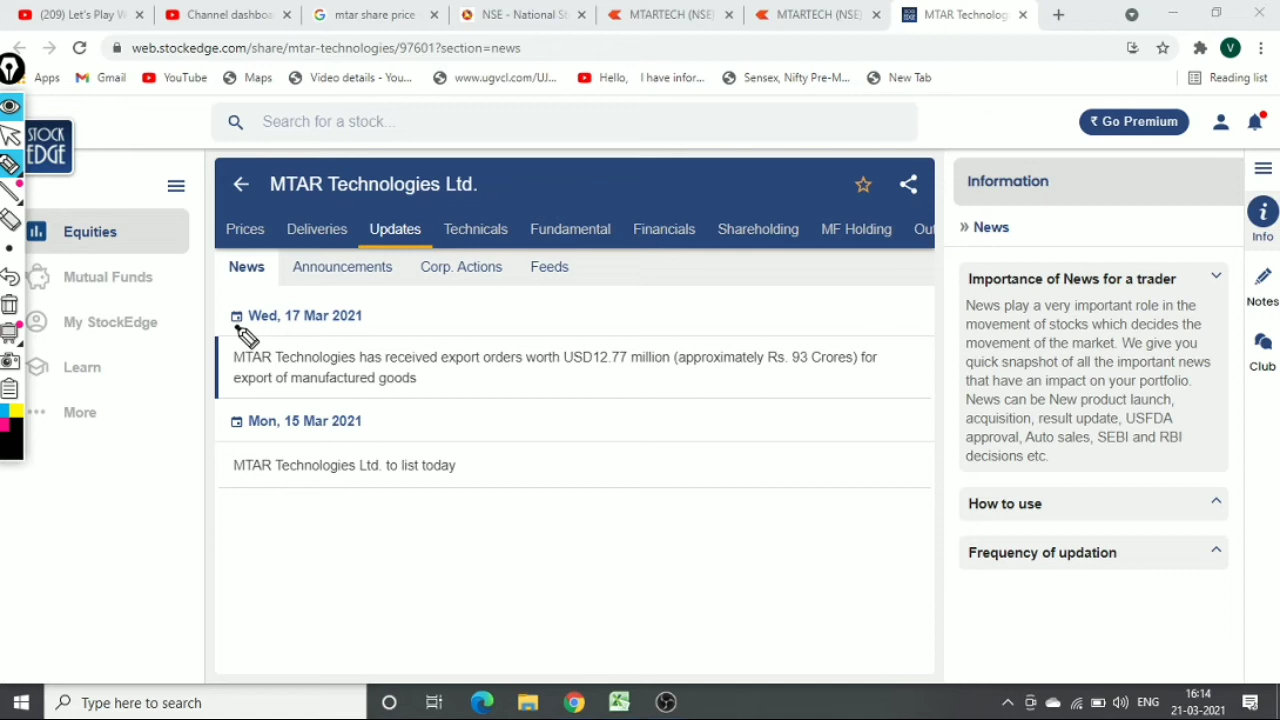 (209) Let's Play W
Channel dashboa
mtar share price
NSE - National St
MTARTECH (NSE)
MTARTECH (NSE)
MTAR Technolog
web.stockedge.com/share/mtar-technologies/97601?section=news
V
Apps
Gmail
YouTube
Maps
Video details - You...
www.ugvcl.com/UJ...
Hello, I have infor...
Sensex, Nifty Pre-M...
New Tab
Reading list
STOCK
EDGE
Search for a stock...
₹ Go Premium
Equities
Mutual Funds
My StockEdge
Learn
More
MTAR Technologies Ltd.
Prices
Deliveries
Updates
Technicals
Fundamental
Financials
Shareholding
MF Holding
Ou
News
Announcements
Corp. Actions
Feeds
Wed, 17 Mar 2021
MTAR Technologies has received export orders worth USD12.77 million (approximately Rs. 93 Crores) for
export of manufactured goods
Mon, 15 Mar 2021
MTAR Technologies Ltd. to list today
Information
» News
Importance of News for a trader
News play a very important role in the
movement of stocks which decides the
movement of the market. We give you
quick snapshot of all the important news
that have an impact on your portfolio.
News can be New product launch,
acquisition, result update, USFDA
approval, Auto sales, SEBI and RBI
decisions etc.
How to use
Frequency of updation
Info
Notes
Club
Type here to search
ENG
16:14
21-03-2021